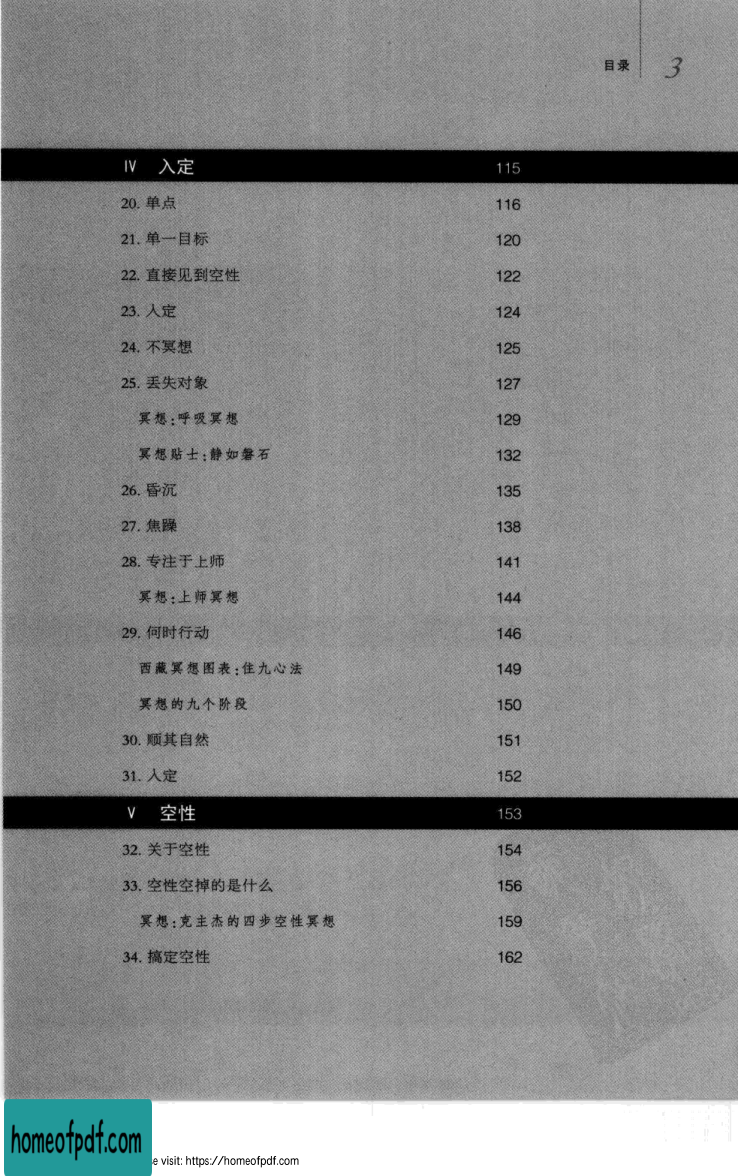 目录 3
IV 入定 115
20. 单点 116
21. 单一目标 120
22. 直接见到空性 122
23. 入定 124
24. 不冥想 125
25. 丢失对象 127
冥想:呼吸冥想 129
冥想贴士:静如磐石 132
26. 昏沉 135
27. 焦躁 138
28. 专注于上师 141
冥想:上师冥想 144
29. 何时行动 146
西藏冥想图表:住九心法 149
冥想的九个阶段 150
30. 顺其自然 151
31. 入定 152
V 空性 153
32. 关于空性 154
33. 空性空掉的是什么 156
冥想:克主杰的四步空性冥想 159
34. 搞定空性 162
homeofpdf.com
se visit: https://homeofpdf.com